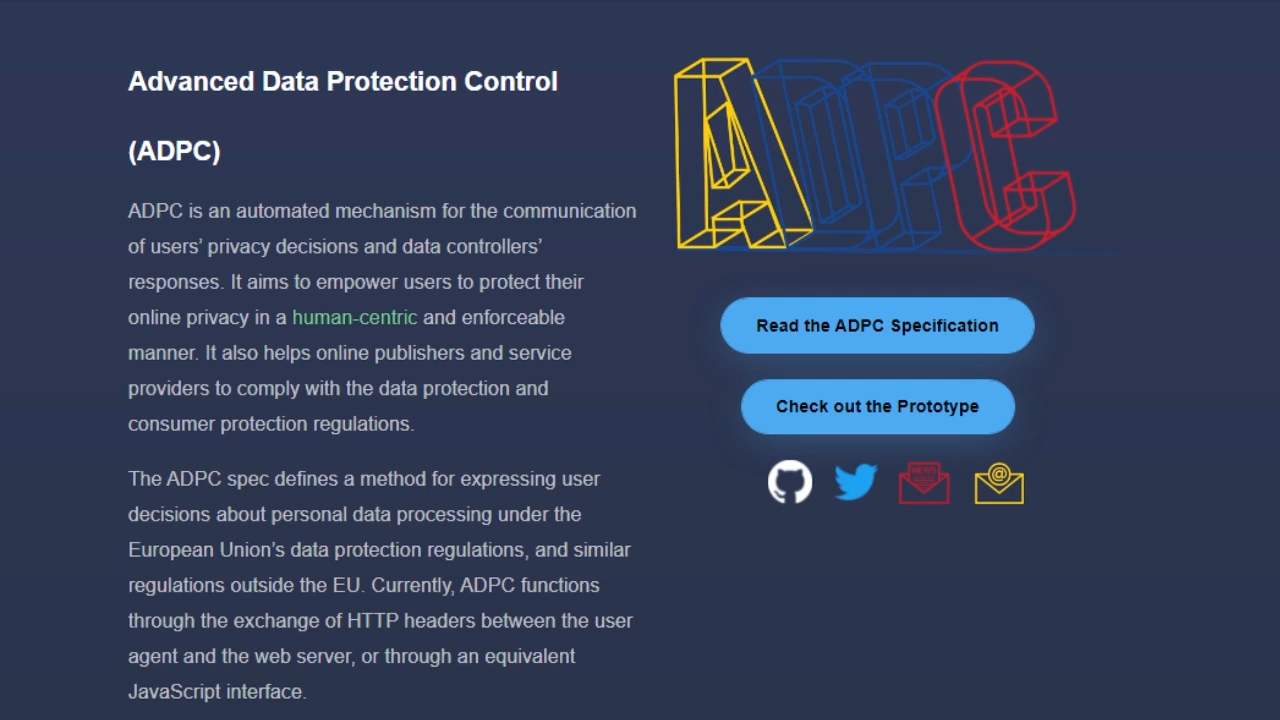 Advanced Data Protection Control
(ADPC)
ADPC is an automated mechanism for the communication
of users’ privacy decisions and data controllers’
responses. It aims to empower users to protect their
online privacy in a human-centric and enforceable
manner. It also helps online publishers and service
providers to comply with the data protection and
consumer protection regulations.
The ADPC spec defines a method for expressing user
decisions about personal data processing under the
European Union’s data protection regulations, and similar
regulations outside the EU. Currently, ADPC functions
through the exchange of HTTP headers between the user
agent and the web server, or through an equivalent
JavaScript interface.
ADPC
Read the ADPC Specification
Check out the Prototype
NEWS
@